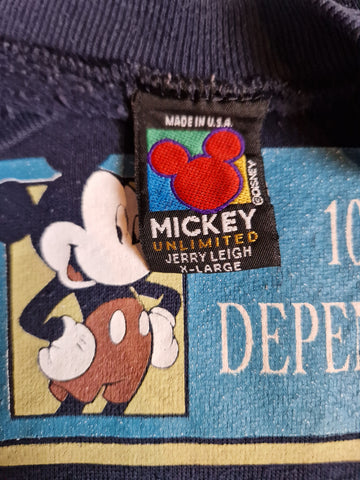 MADE IN U.S.A.
©DISNEY
MICKEY
UNLIMITED
JERRY LEIGH
X-LARGE
10
DEPE